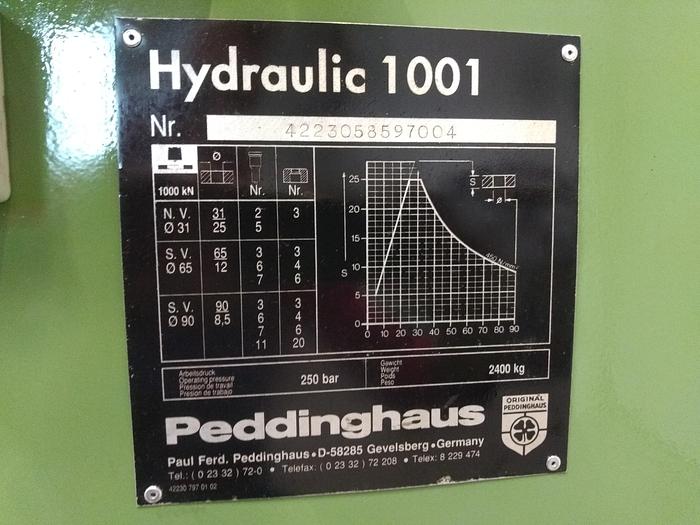 Hydraulic 1001
Nr. 4223058597004
1000 kN Ø Nr. Nr.
N. V. 31 2 3
Ø 31 25 5
S. V. 65 3 3
Ø 65 12 6 4
7 6
S. V. 90 3 3
Ø 90 8,5 6 4
7 6
11 20
S
Ø
25
20
15
10
5
0
S
450 N/mm²
0 10 20 30 40 50 60 70 80 90
Arbeitsdruck
Operating pressure
Pression de travail
Presion de trabajo
250 bar
Gewicht
Weight
Poids
Peso
2400 kg
Peddinghaus
ORIGINAL
PEDDINGHAUS
Paul Ferd. Peddinghaus • D-58285 Gevelsberg • Germany
Tel.: ( 0 23 32 ) 72-0 • Telefax: ( 0 23 32 ) 72 208 • Telex: 8 229 474
42230 797 01 02